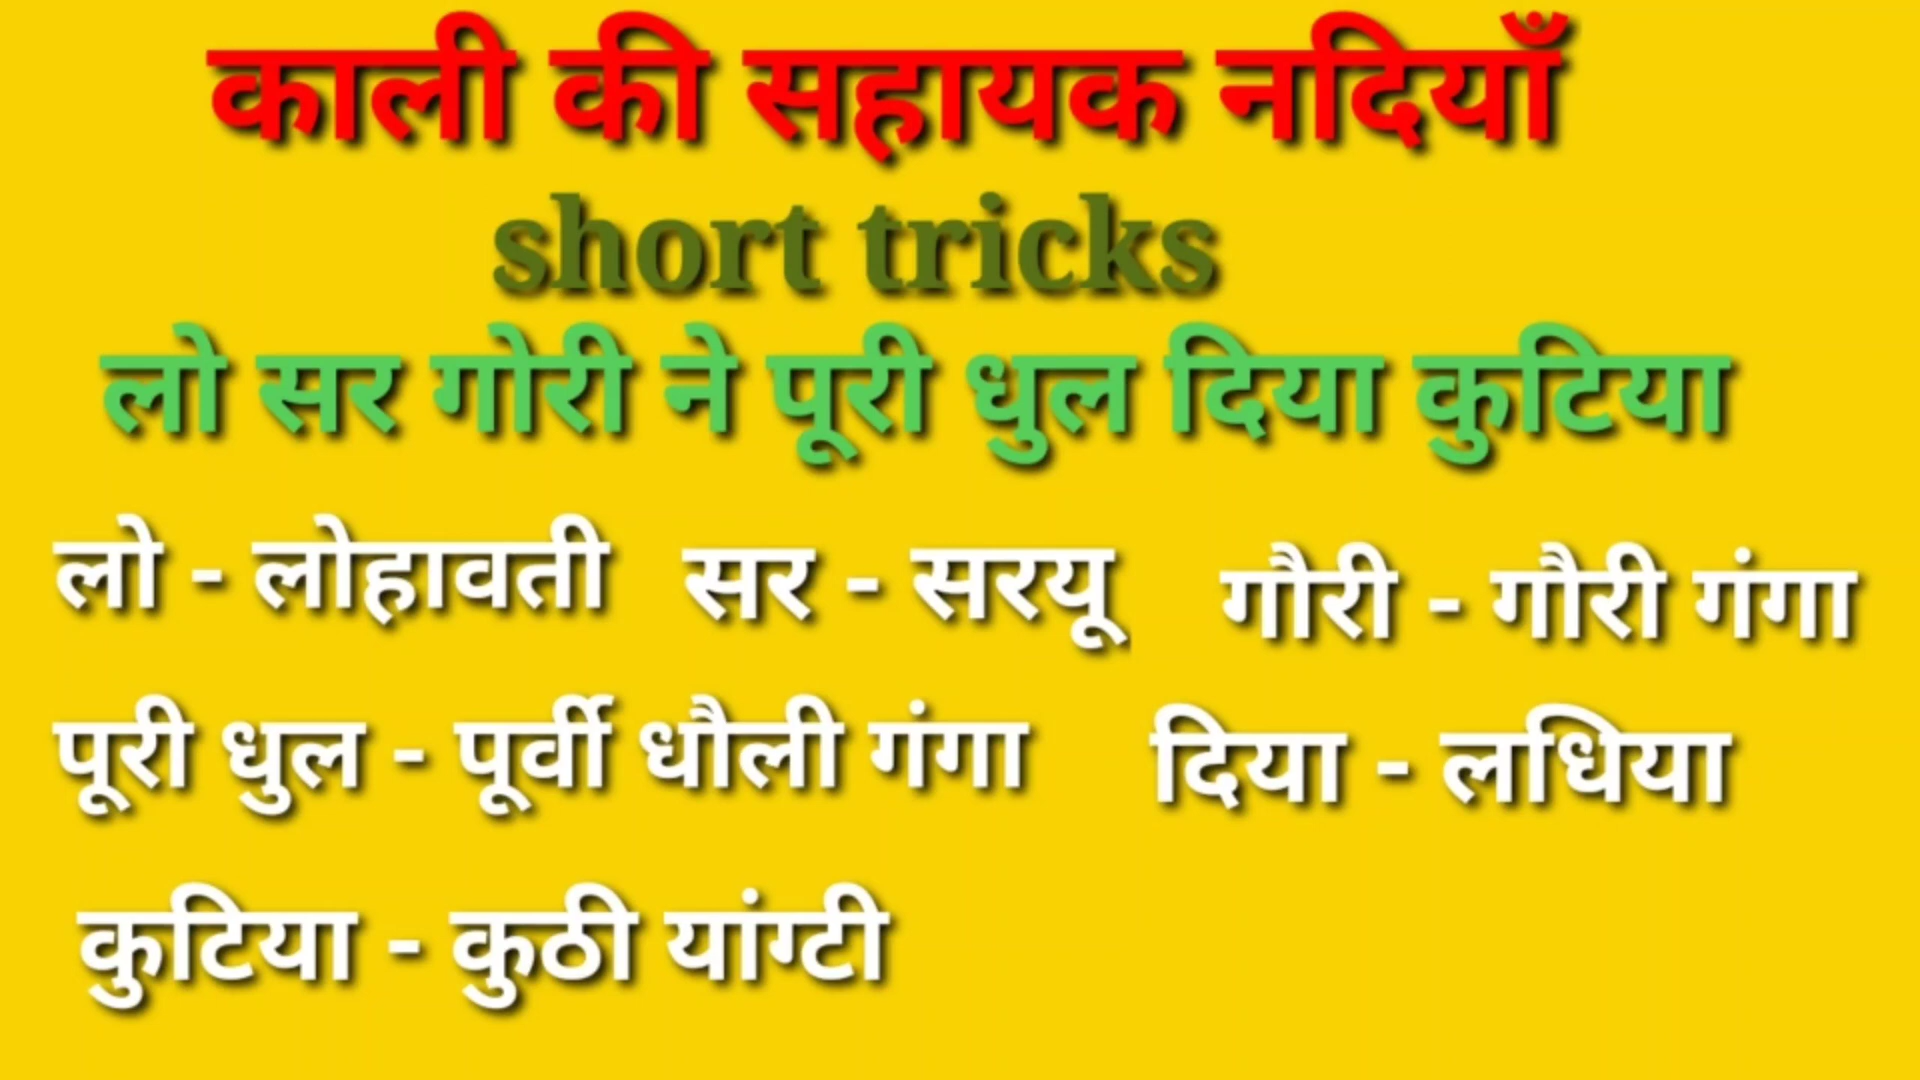 काली की सहायक नदियाँ
short tricks
लो सर गोरी ने पूरी धुल दिया कुटिया
लो - लोहावती सर - सरयू गौरी - गौरी गंगा
पूरी धुल - पूर्वी धौली गंगा दिया - लधिया
कुटिया - कुठी यांग्टी